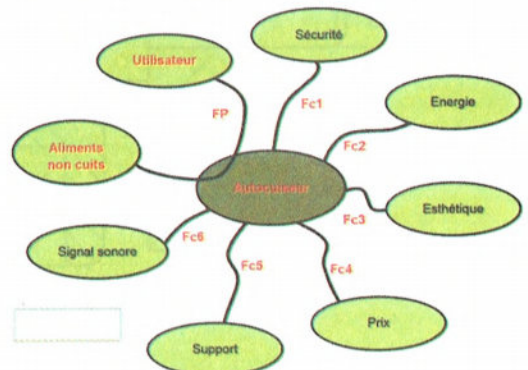 Sécurité
Utilisateur
FP
Fc1
Energie
Fc2
Aliments
non cuits
Autocuiseur
Fc3
Esthétique
Fc6
Signal sonore
Fc5
Fc4
Prix
Support